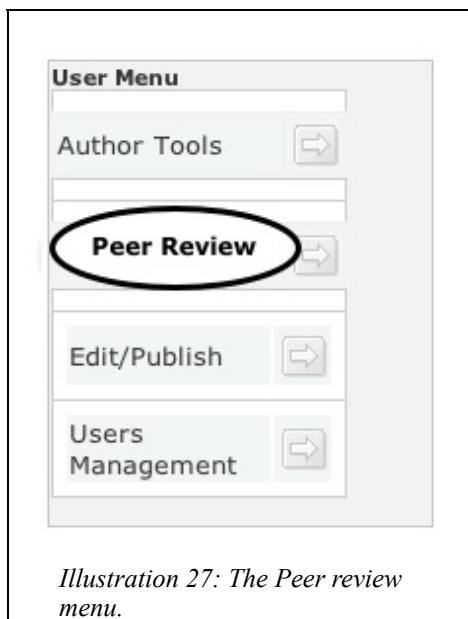 User Menu
Author Tools
Peer Review
Edit/Publish
Users
Management
Illustration 27: The Peer review
menu.